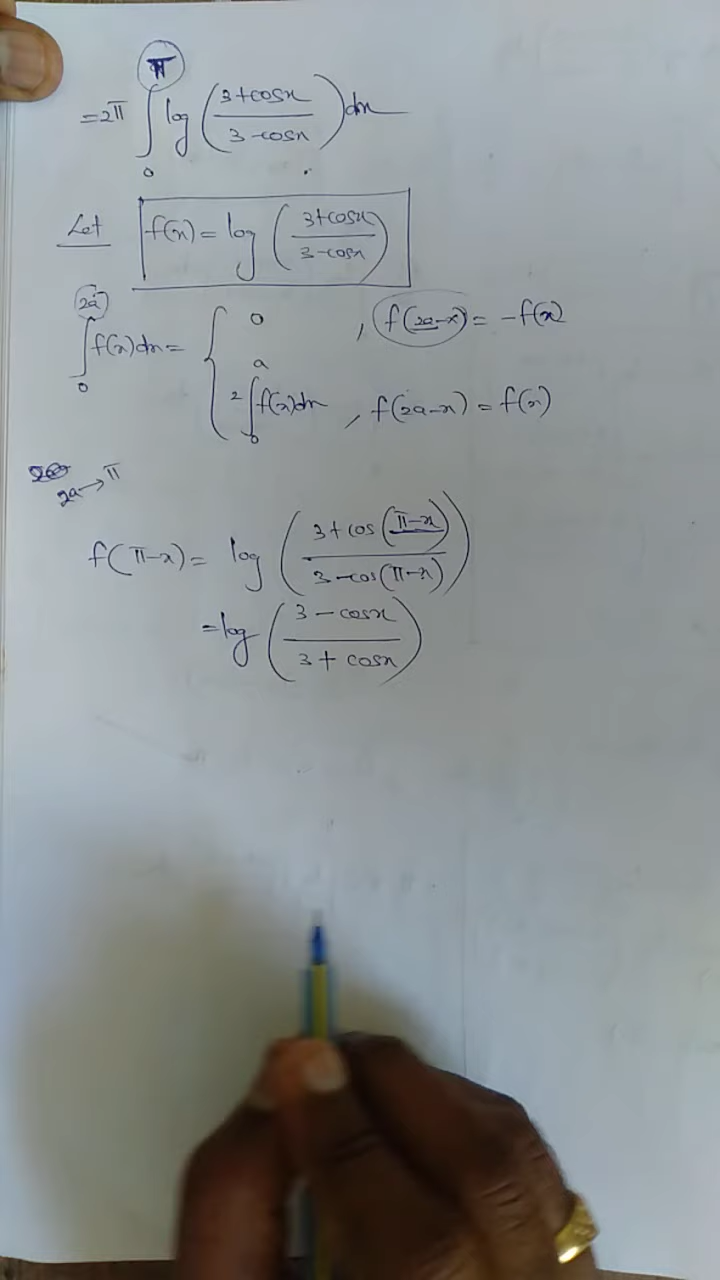 = 2π ∫₀^π log ( (3+cosx) / (3-cosx) ) dx
Let f(x) = log ( (3+cosx) / (3-cosx) )
∫₀^{2a} f(x)dx = { 0 , f(2a-x) = -f(x)
2 ∫₀^a f(x)dx , f(2a-x) = f(x)
2a → π
f(π-x) = log ( (3+cos(π-x)) / (3-cos(π-x)) )
= log ( (3-cosx) / (3+cosx) )